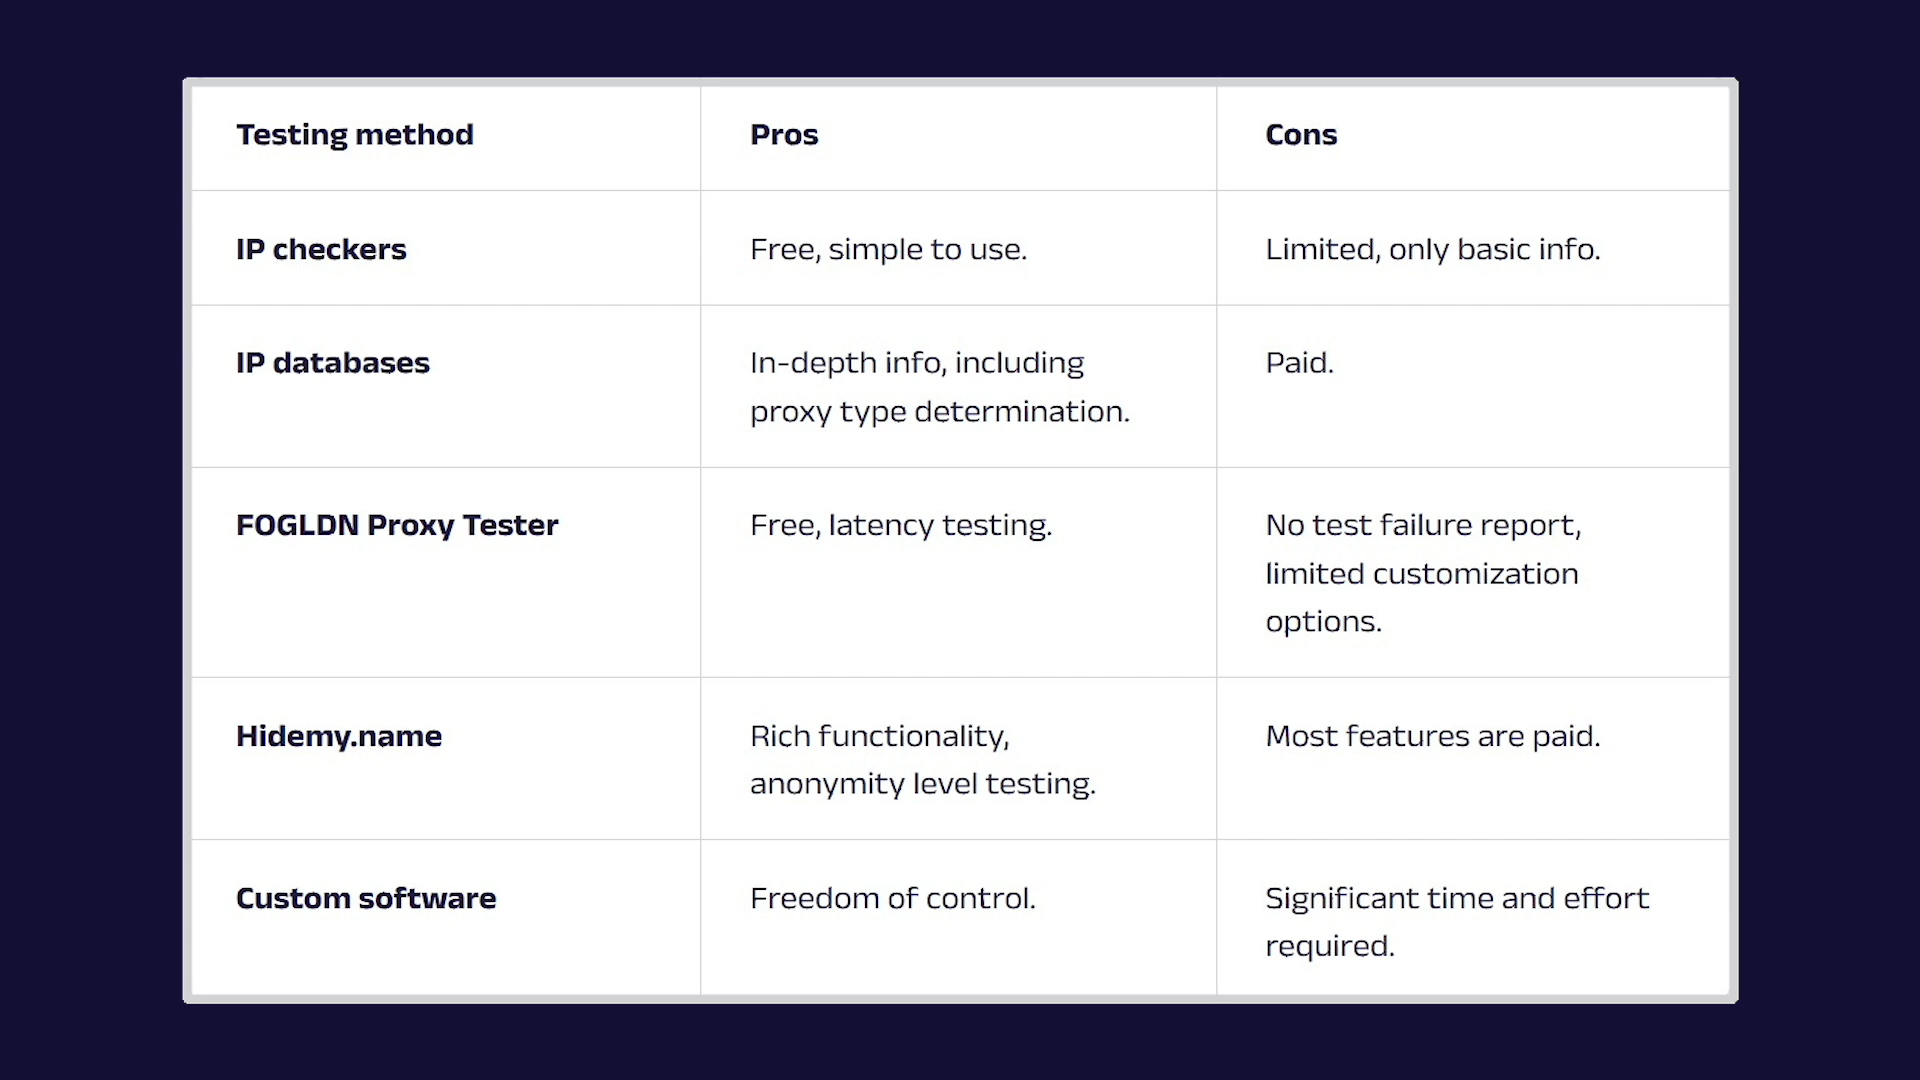 Testing method
Pros
Cons
IP checkers
Free, simple to use.
Limited, only basic info.
IP databases
In-depth info, including
proxy type determination.
Paid.
FOGLDN Proxy Tester
Free, latency testing.
No test failure report,
limited customization
options.
Hidemy.name
Rich functionality,
anonymity level testing.
Most features are paid.
Custom software
Freedom of control.
Significant time and effort
required.